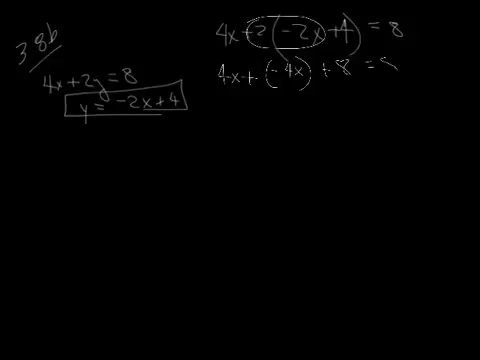 38b
4x+2y=8
y = -2x+4
4x+2(-2x+4) = 8
4x+(-4x)+8 =